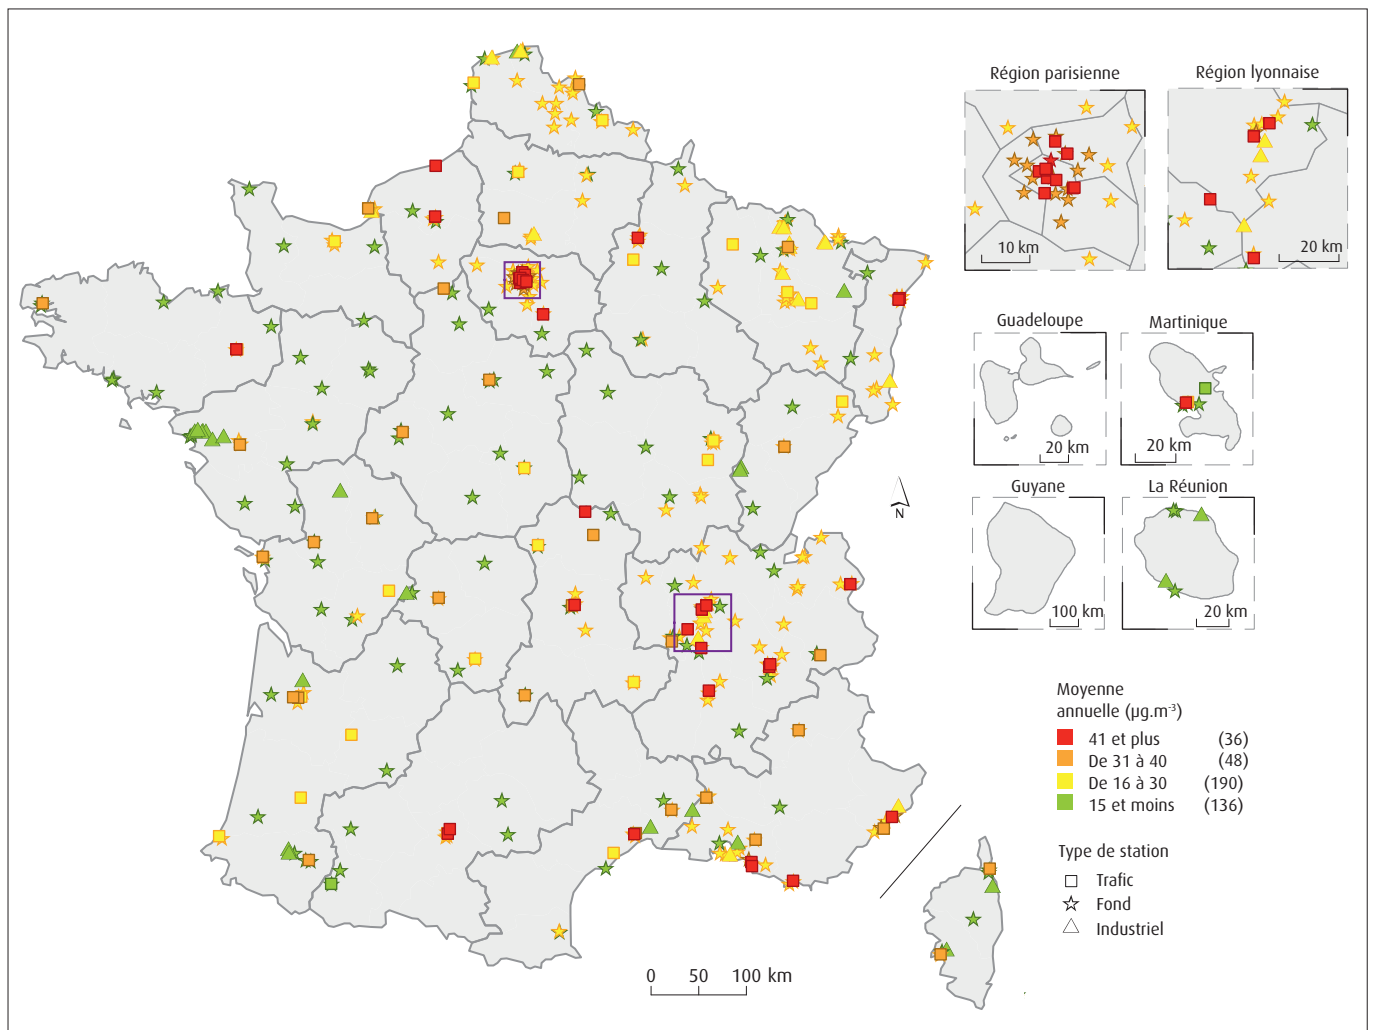 Région parisienne
Région lyonnaise
10 km
20 km
Guadeloupe
Martinique
20 km
20 km
Guyane
La Réunion
100 km
20 km
N
Moyenne
annuelle (µg.m-³)
41 et plus (36)
De 31 à 40 (48)
De 16 à 30 (190)
15 et moins (136)
Type de station
Trafic
Fond
Industriel
0 50 100 km